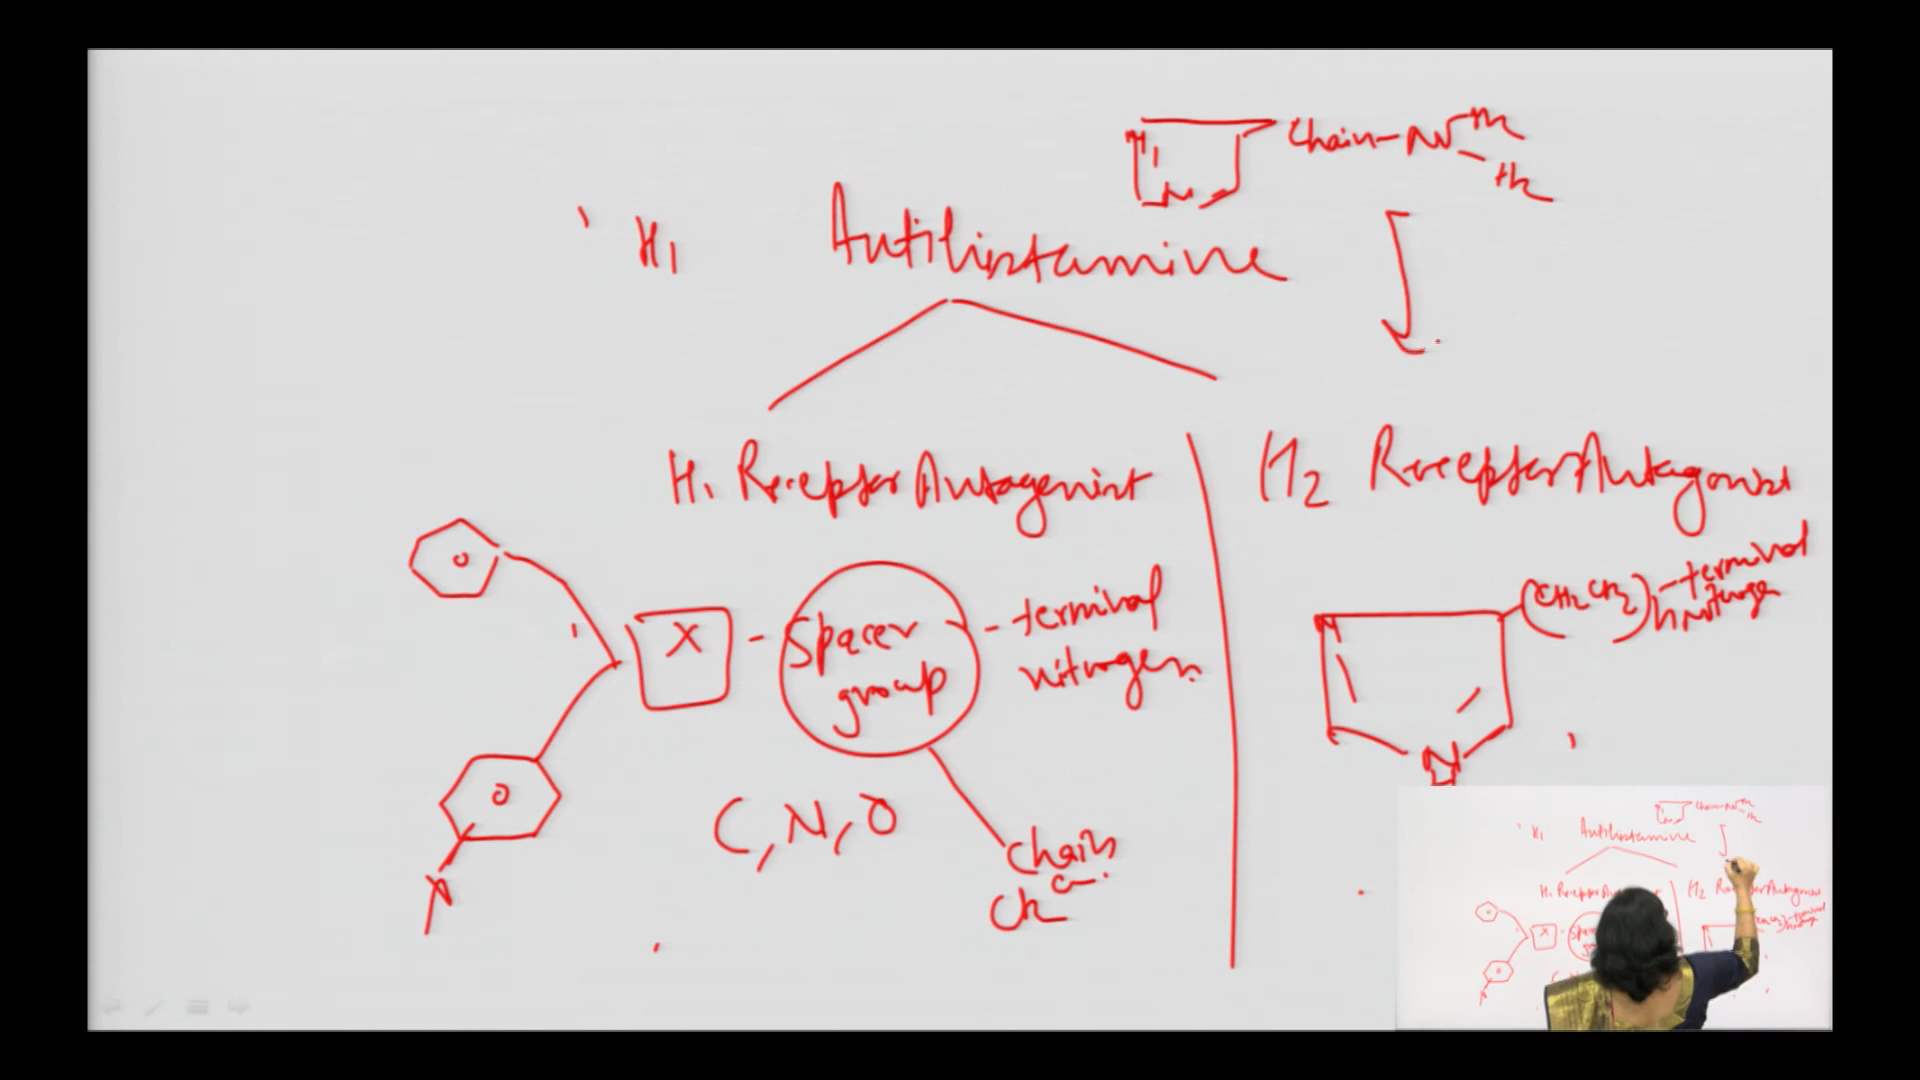 Chain-N
H1 Antihistamine
H1 Receptor Antagonist
H2 Receptor Antagonist
X - Spacer group - terminal nitrogen
(CH2CH2)n - terminal nitrogen
N
N
C, N, O
Chain